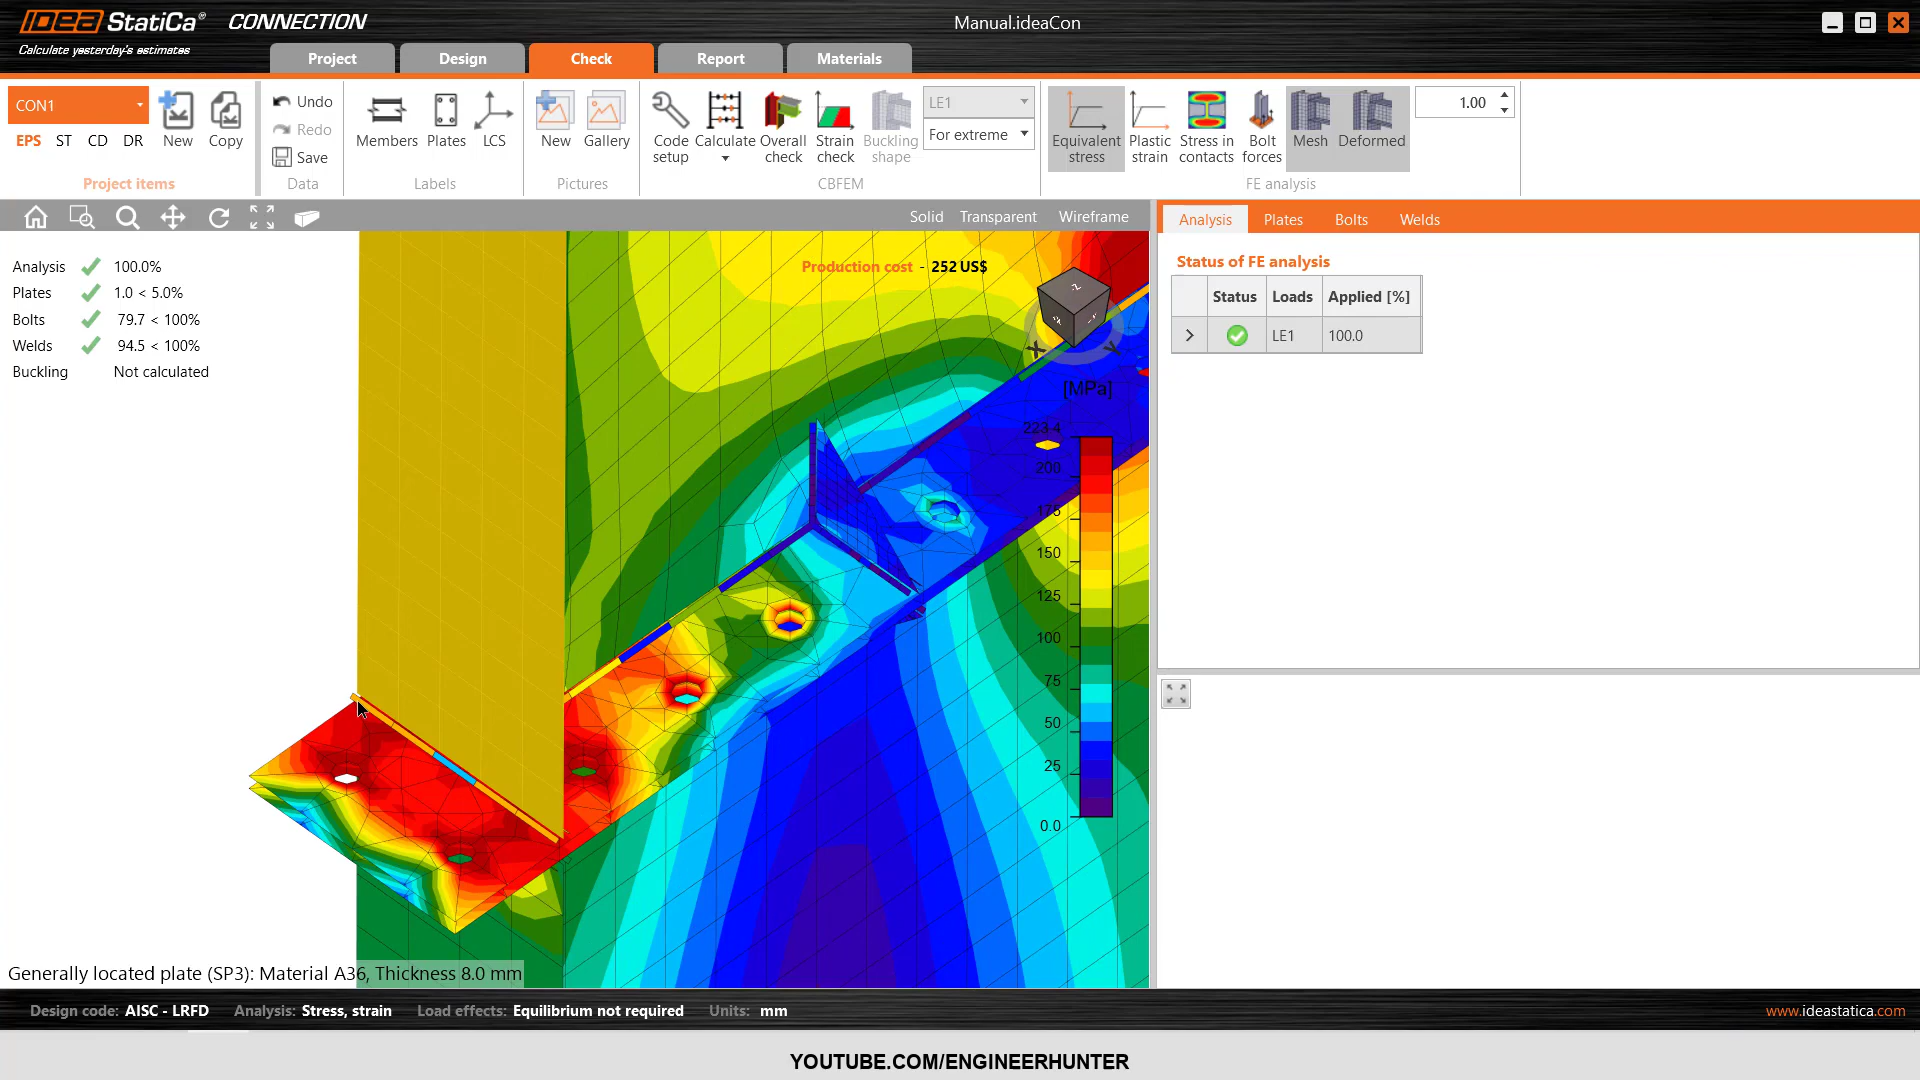 IDEA StatiCa® CONNECTION
Calculate yesterday's estimates
Manual.ideaCon
Project
Design
Check
Report
Materials
CON1
EPS ST CD DR
New
Copy
Project items
Undo
Redo
Save
Data
Members
Plates
LCS
Labels
New
Gallery
Pictures
Code setup
Calculate
Overall check
Strain check
Buckling shape
LE1
For extreme
CBFEM
Equivalent stress
Plastic strain
Stress in contacts
Bolt forces
Mesh
Deformed
1.00
FE analysis
Solid
Transparent
Wireframe
Analysis 100.0%
Plates 1.0 < 5.0%
Bolts 79.7 < 100%
Welds 94.5 < 100%
Buckling Not calculated
Production cost - 252 US$
X
Y
[MPa]
223.4
200
175
150
125
100
75
50
25
0.0
Generally located plate (SP3): Material A36, Thickness 8.0 mm
Analysis
Plates
Bolts
Welds
Status of FE analysis
Status Loads Applied [%]
LE1 100.0
Design code: AISC - LRFD Analysis: Stress, strain Load effects: Equilibrium not required Units: mm
www.ideastatica.com
YOUTUBE.COM/ENGINEERHUNTER